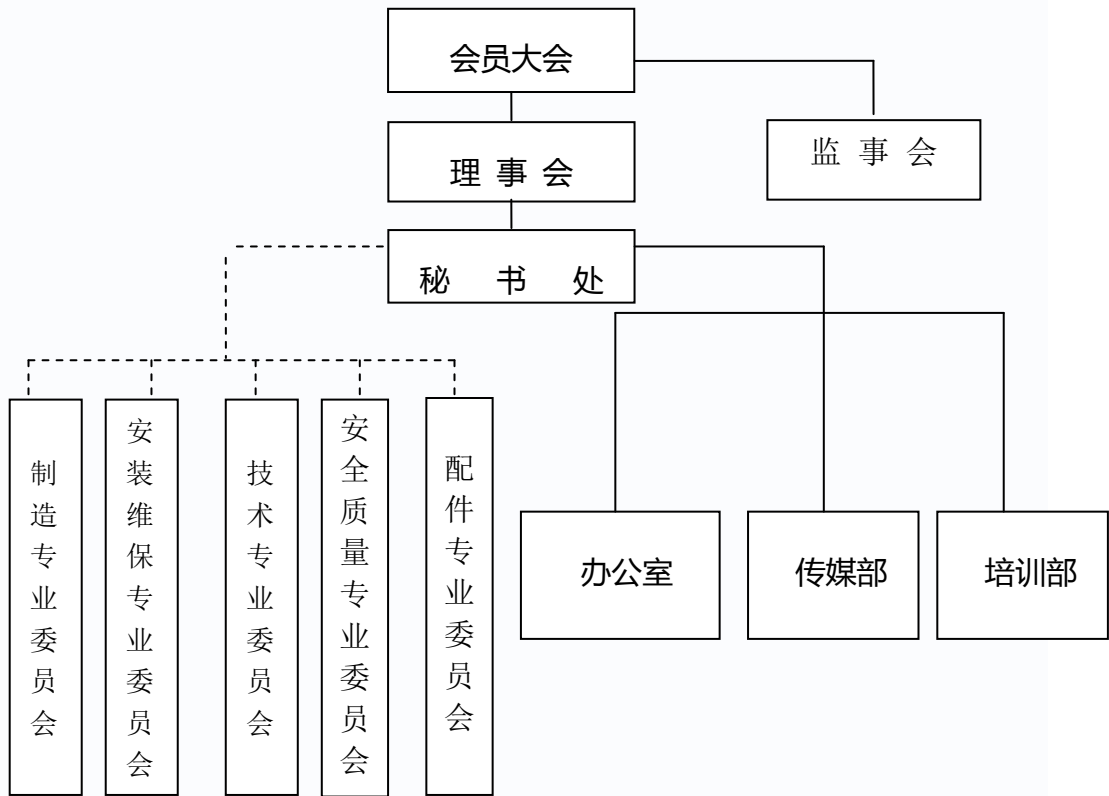 会员大会
监 事 会
理 事 会
秘 书 处
制造专业委员会
安装维保专业委员会
技术专业委员会
安全质量专业委员会
配件专业委员会
办公室
传媒部
培训部